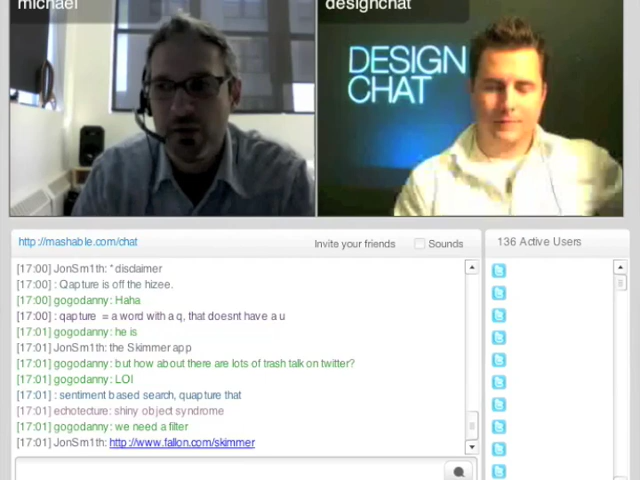 michael
designchat
DESIGN
CHAT
http://mashable.com/chat
Invite your friends
Sounds
136 Active Users
[17:00] JonSm1th: * disclaimer
[17:00] : Qapture is off the hizee.
[17:00] gogodanny: Haha
[17:00] : qapture = a word with a q, that doesnt have a u
[17:01] gogodanny: he is
[17:01] JonSm1th: the Skimmer app
[17:01] gogodanny: but how about there are lots of trash talk on twitter?
[17:01] gogodanny: LOl
[17:01] : sentiment based search, quapture that
[17:01] echotecture: shiny object syndrome
[17:01] gogodanny: we need a filter
[17:01] JonSm1th: http://www.fallon.com/skimmer